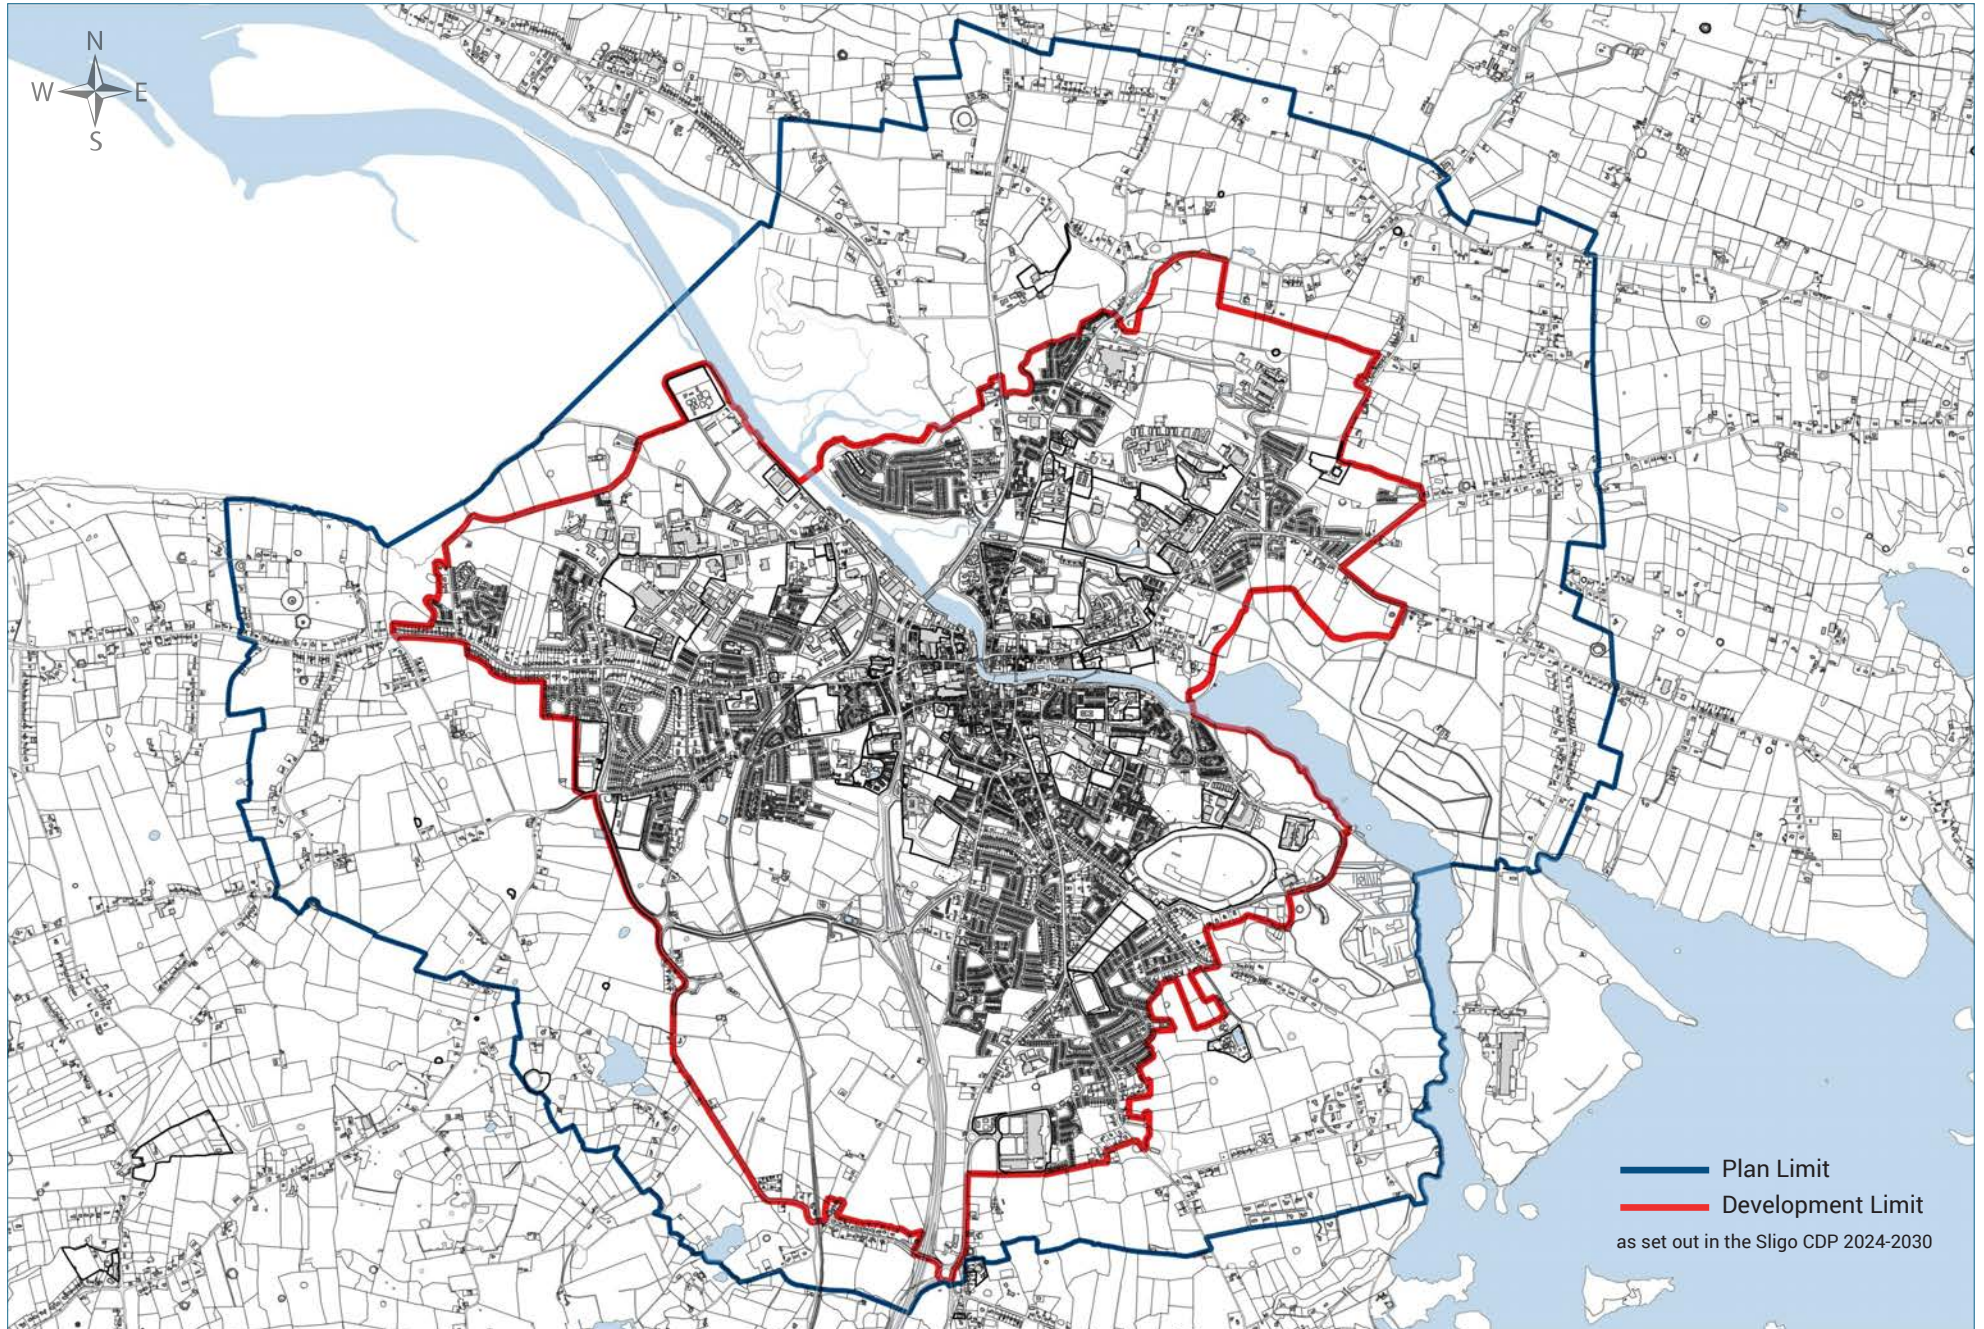 N
W E
S
Plan Limit
Development Limit
as set out in the Sligo CDP 2024-2030